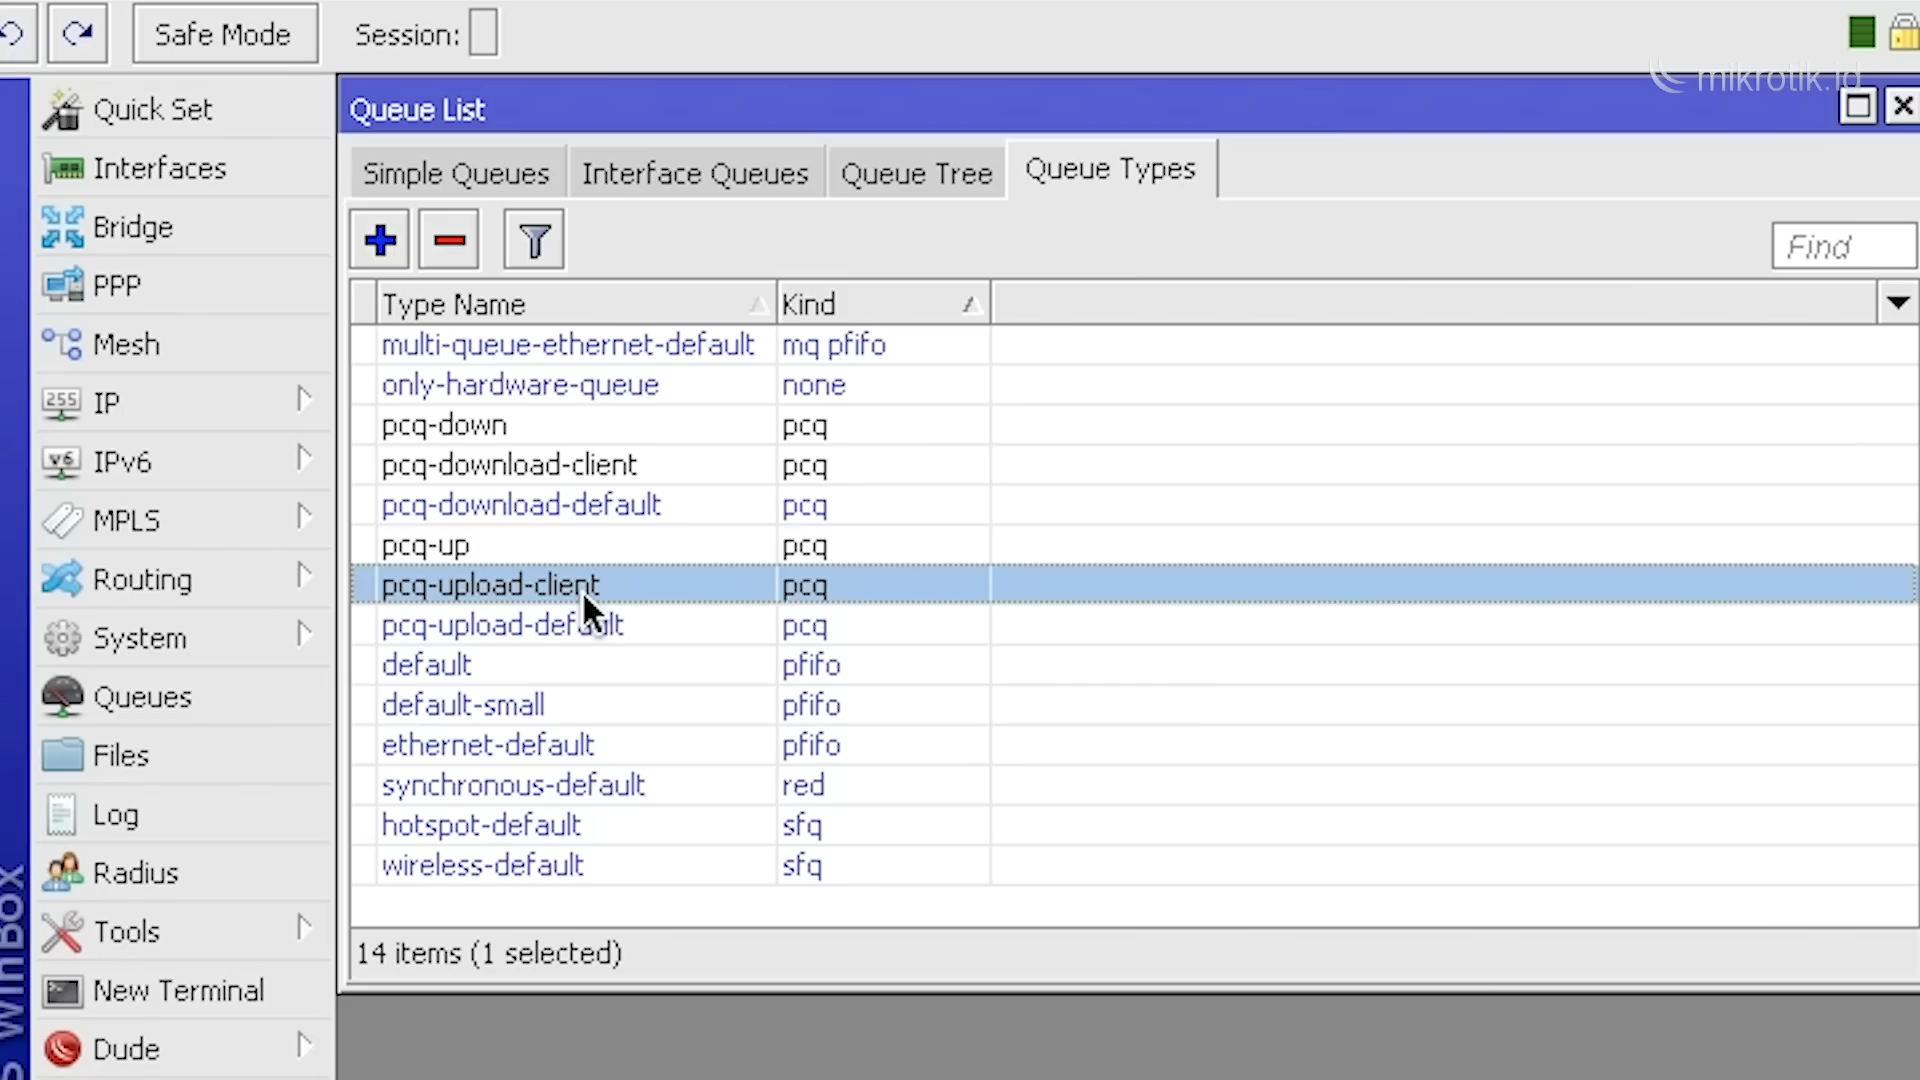 Safe Mode Session:
mikrotik.id
Quick Set
Interfaces
Bridge
PPP
Mesh
255 IP
v6 IPv6
MPLS
Routing
System
Queues
Files
Log
Radius
Tools
New Terminal
Dude
WinBox
Queue List
Simple Queues Interface Queues Queue Tree Queue Types
Find
Type Name Kind
multi-queue-ethernet-default mq pfifo
only-hardware-queue none
pcq-down pcq
pcq-download-client pcq
pcq-download-default pcq
pcq-up pcq
pcq-upload-client pcq
pcq-upload-default pcq
default pfifo
default-small pfifo
ethernet-default pfifo
synchronous-default red
hotspot-default sfq
wireless-default sfq
14 items (1 selected)